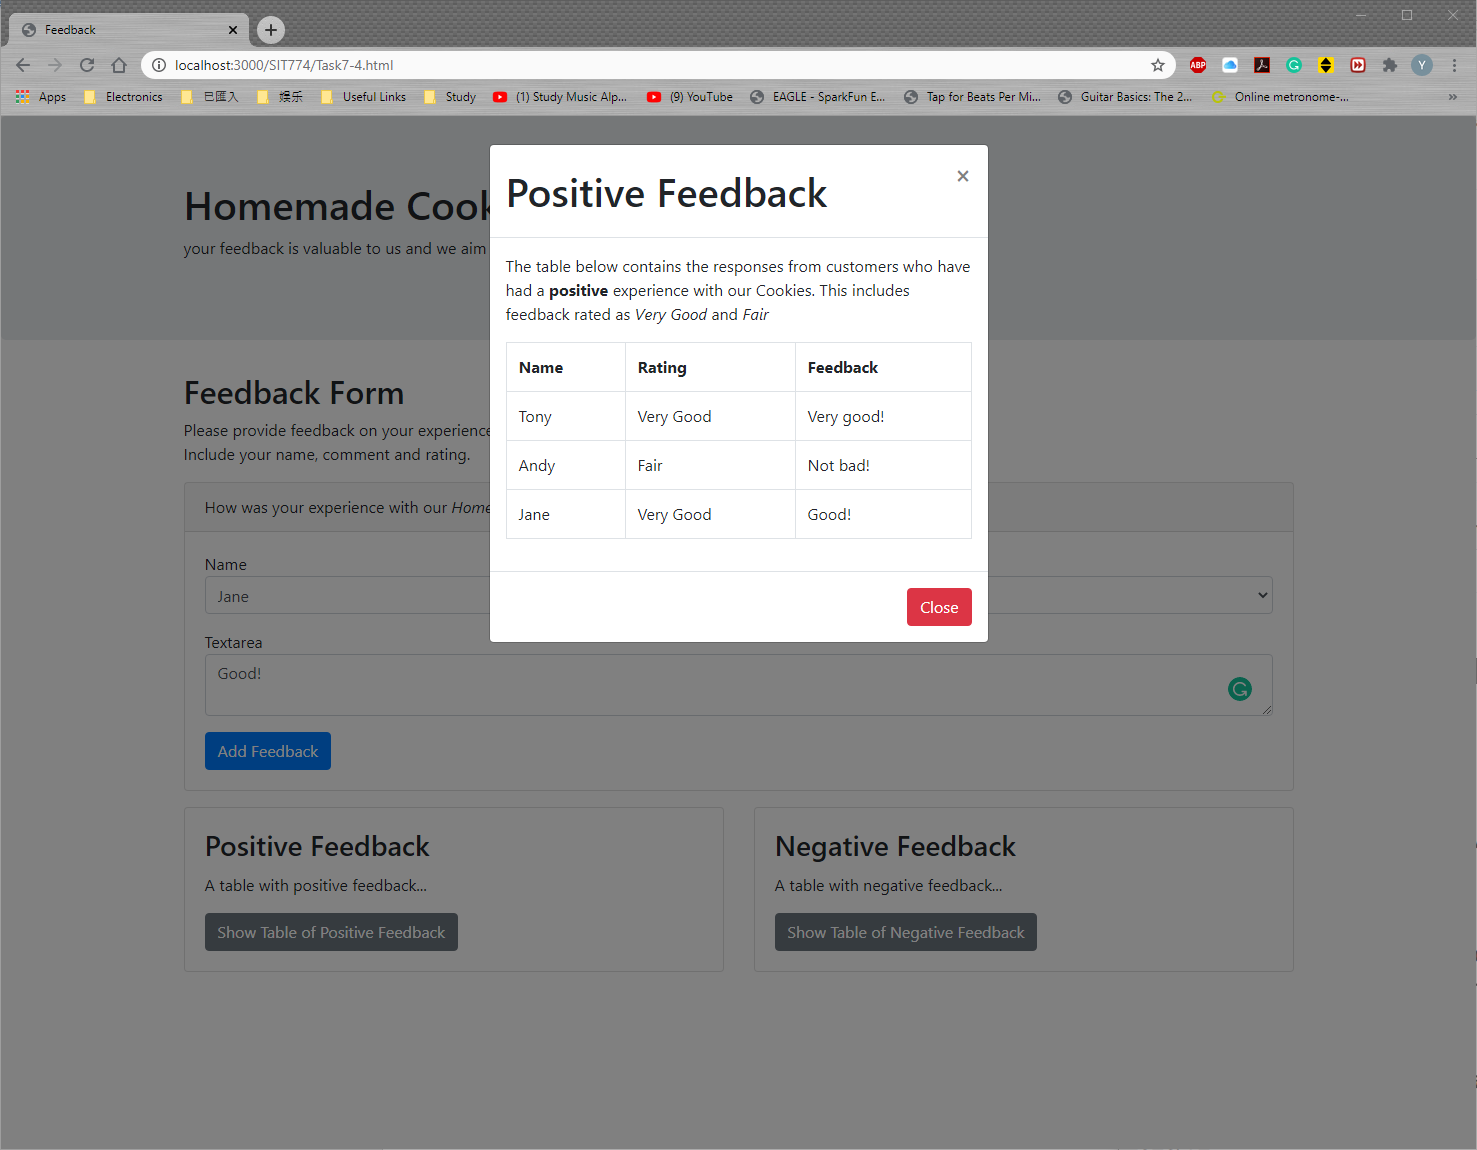 Feedback
localhost:3000/SIT774/Task7-4.html
ABP
Y
Apps
Electronics
已匯入
娱乐
Useful Links
Study
(1) Study Music Alp...
(9) YouTube
EAGLE - SparkFun E...
Tap for Beats Per Mi...
Guitar Basics: The 2...
Online metronome-...
Homemade Cook
your feedback is valuable to us and we aim
Positive Feedback
×
The table below contains the responses from customers who have
had a positive experience with our Cookies. This includes
feedback rated as Very Good and Fair
Name Rating Feedback
Tony Very Good Very good!
Andy Fair Not bad!
Jane Very Good Good!
Close
Feedback Form
Please provide feedback on your experience
Include your name, comment and rating.
How was your experience with our Home
Name
Jane
Textarea
Good!
Add Feedback
Positive Feedback
A table with positive feedback...
Show Table of Positive Feedback
Negative Feedback
A table with negative feedback...
Show Table of Negative Feedback